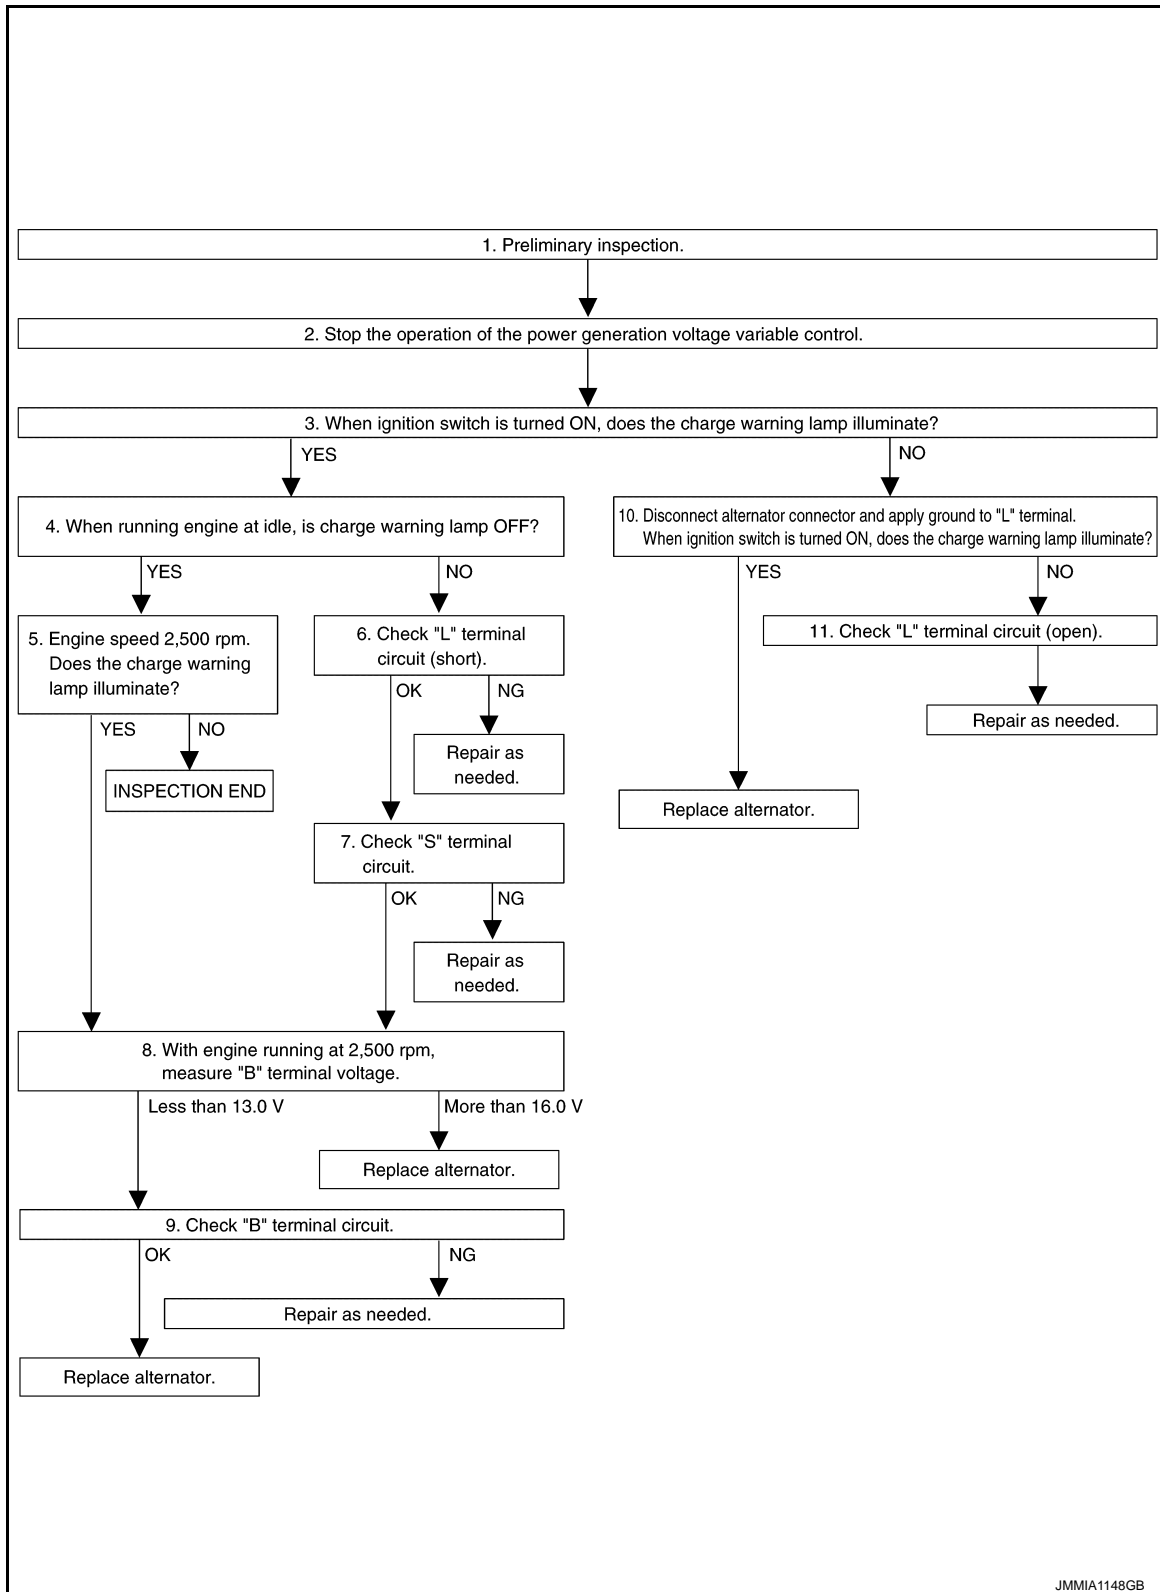 1. Preliminary inspection.
2. Stop the operation of the power generation voltage variable control.
3. When ignition switch is turned ON, does the charge warning lamp illuminate?
YES
NO
4. When running engine at idle, is charge warning lamp OFF?
10. Disconnect alternator connector and apply ground to "L" terminal.
When ignition switch is turned ON, does the charge warning lamp illuminate?
YES
NO
YES
NO
5. Engine speed 2,500 rpm.
Does the charge warning
lamp illuminate?
6. Check "L" terminal
circuit (short).
11. Check "L" terminal circuit (open).
OK
NG
YES
NO
Repair as
needed.
Repair as needed.
INSPECTION END
Replace alternator.
7. Check "S" terminal
circuit.
OK
NG
Repair as
needed.
8. With engine running at 2,500 rpm,
measure "B" terminal voltage.
Less than 13.0 V
More than 16.0 V
Replace alternator.
9. Check "B" terminal circuit.
OK
NG
Repair as needed.
Replace alternator.
JMMIA1148GB